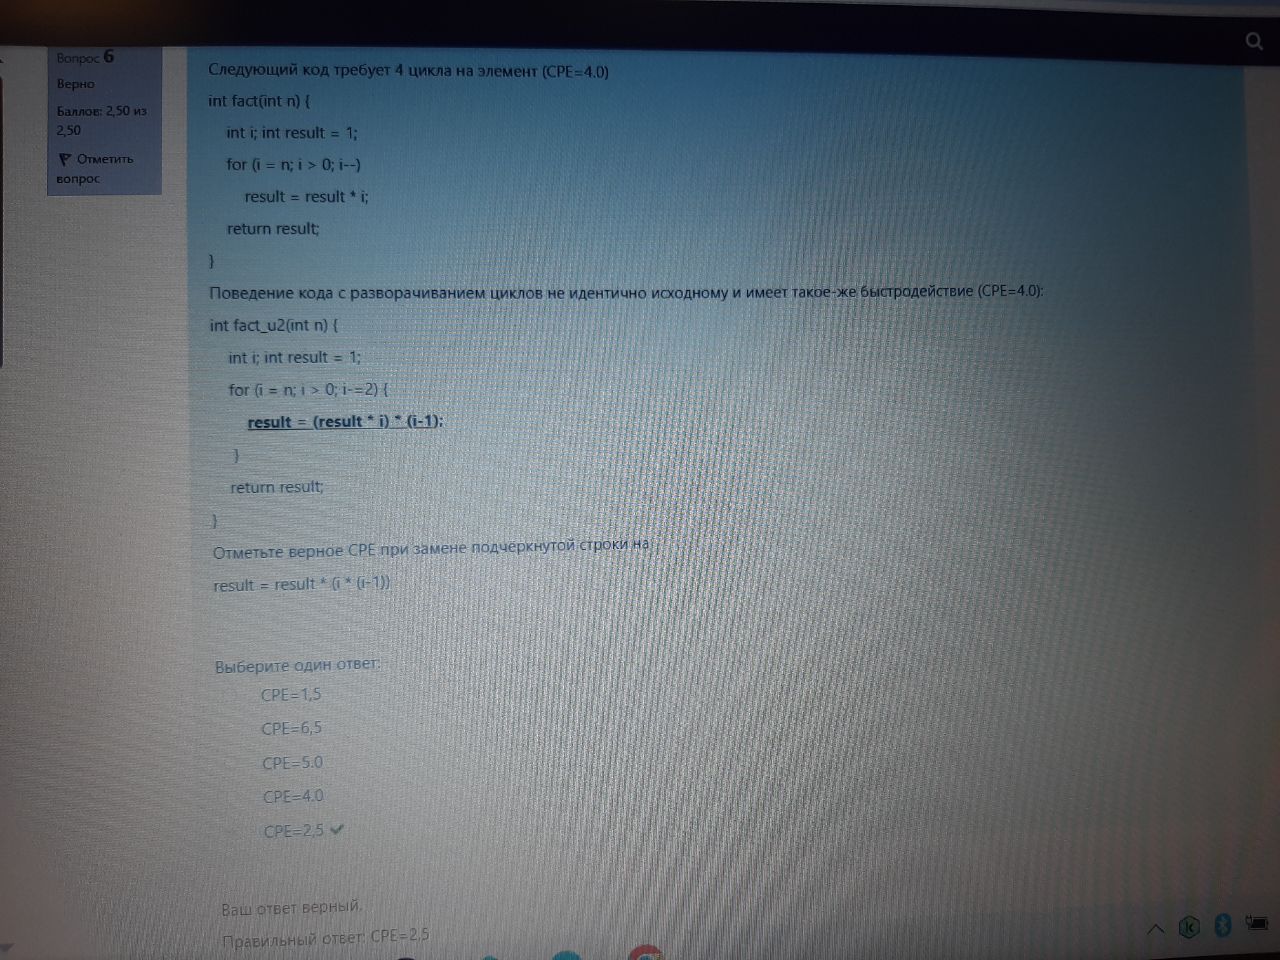 Вопрос 6
Верно
Баллов: 2,50 из
2,50
Отметить
вопрос
Следующий код требует 4 цикла на элемент (CPE=4.0)
int fact(int n) {
int i; int result = 1;
for (i = n; i > 0; i--)
result = result * i;
return result;
}
Поведение кода с разворачиванием циклов не идентично исходному и имеет такое-же быстродействие (CPE=4.0):
int fact_u2(int n) {
int i; int result = 1;
for (i = n; i > 0; i-=2) {
result = (result * i) * (i-1);
}
return result;
}
Отметьте верное CPE при замене подчёркнутой строки на
result = result * (i * (i-1))
Выберите один ответ:
CPE=1,5
CPE=6,5
CPE=5.0
CPE=4.0
CPE=2,5
Ваш ответ верный.
Правильный ответ: CPE=2,5